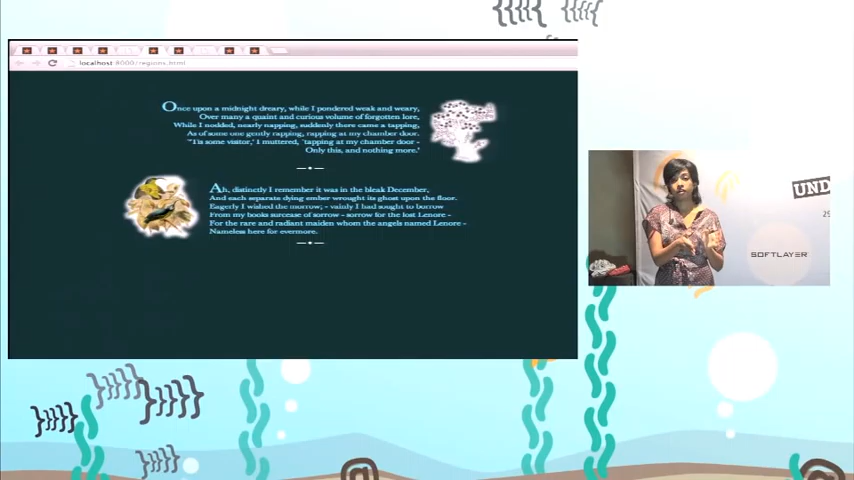 localhost:8000/regions.html
Once upon a midnight dreary, while I pondered weak and weary,
Over many a quaint and curious volume of forgotten lore,
While I nodded, nearly napping, suddenly there came a tapping,
As of some one gently rapping, rapping at my chamber door.
"Tis some visitor,' I muttered, `tapping at my chamber door -
Only this, and nothing more.'
Ah, distinctly I remember it was in the bleak December,
And each separate dying ember wrought its ghost upon the floor.
Eagerly I wished the morrow; - vainly I had sought to borrow
From my books surcease of sorrow - sorrow for the lost Lenore -
For the rare and radiant maiden whom the angels named Lenore -
Nameless here for evermore.
UND
29
SOFTLAYER